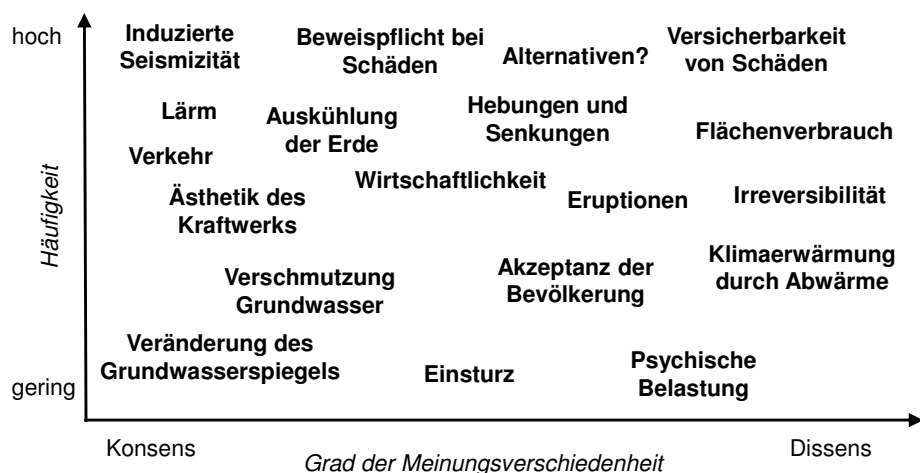 hoch
Induzierte
Seismizität
Beweispflicht bei
Schäden
Alternativen?
Versicherbarkeit
von Schäden
Lärm
Auskühlung
der Erde
Hebungen und
Senkungen
Flächenverbrauch
Verkehr
Wirtschaftlichkeit
Ästhetik des
Kraftwerks
Eruptionen
Irreversibilität
Häufigkeit
Verschmutzung
Grundwasser
Akzeptanz der
Bevölkerung
Klimaerwärmung
durch Abwärme
Veränderung des
Grundwasserspiegels
Einsturz
Psychische
Belastung
gering
Konsens
Grad der Meinungsverschiedenheit
Dissens